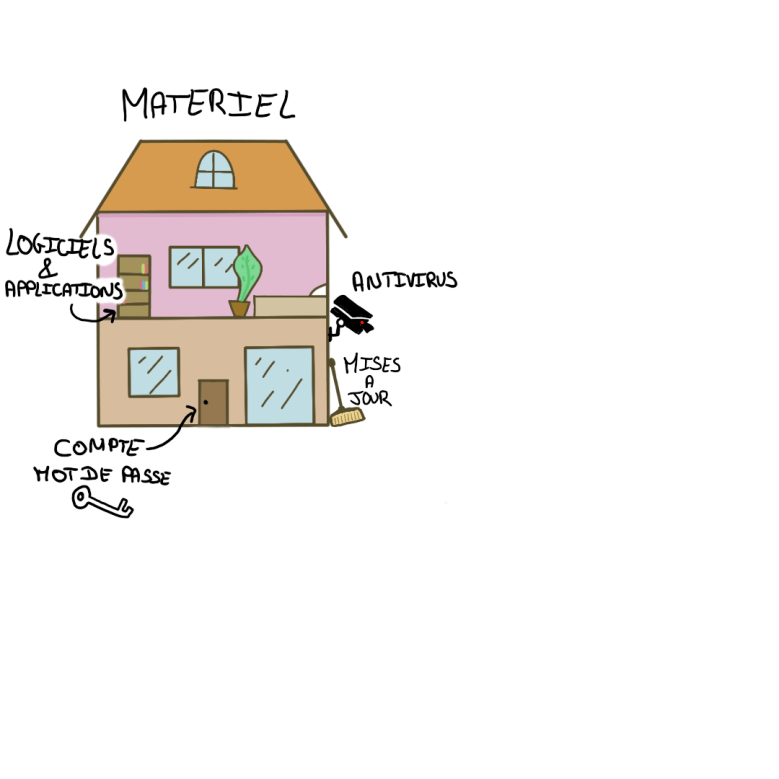 MATERIEL
LOGICIELS
&
APPLICATIONS
ANTIVIRUS
MISES
A
JOUR
COMPTE
MOT DE PASSE